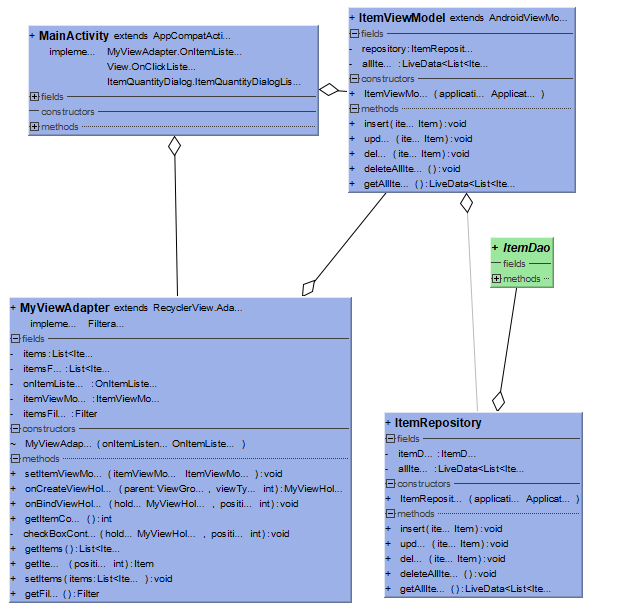 + MainActivity extends AppCompatActi...
impleme... MyViewAdapter.OnItemListe...
View.OnClickListe...
ItemQuantityDialog.ItemQuantityDialogLis...
fields
constructors
methods
+ ItemViewModel extends AndroidViewMo...
fields
- repository:ItemReposit...
- allIte... :LiveData<List<Ite...
constructors
+ ItemViewMo... (applicati... Applicat... )
methods
+ insert(ite... Item):void
+ upd... (ite... Item):void
+ del... (ite... Item):void
+ deleteAllIte... ():void
+ getAllIte... ():LiveData<List<Ite...
+ ItemDao
fields
methods
+ MyViewAdapter extends RecyclerView.Ada...
impleme... Filtera...
fields
- items:List<Ite...
- itemsF... :List<Ite...
- onItemListe... :OnItemListe...
- itemViewMo... :ItemViewMo...
- itemsFil... :Filter
constructors
~ MyViewAdap... (onItemListen... OnItemListe... )
methods
+ setItemViewMo... (itemViewMo... ItemViewMo... ):void
+ onCreateViewHol... (parent:ViewGro... , viewTy... int):MyViewHol...
+ onBindViewHol... (hold... MyViewHol... , positi... int):void
+ getItemCo... ():int
- checkBoxCont... (hold... MyViewHol... , positi... int):void
+ getItems():List<Ite...
+ getIte... (positi... int):Item
+ setItems(items:List<Ite... ):void
+ getFil... ():Filter
+ ItemRepository
fields
- itemD... :ItemD...
- allIte... :LiveData<List<Ite...
constructors
+ ItemReposit... (applicati... Applicat... )
methods
+ insert(ite... Item):void
+ upd... (ite... Item):void
+ del... (ite... Item):void
+ deleteAllIte... ():void
+ getAllIte... ():LiveData<List<Ite...